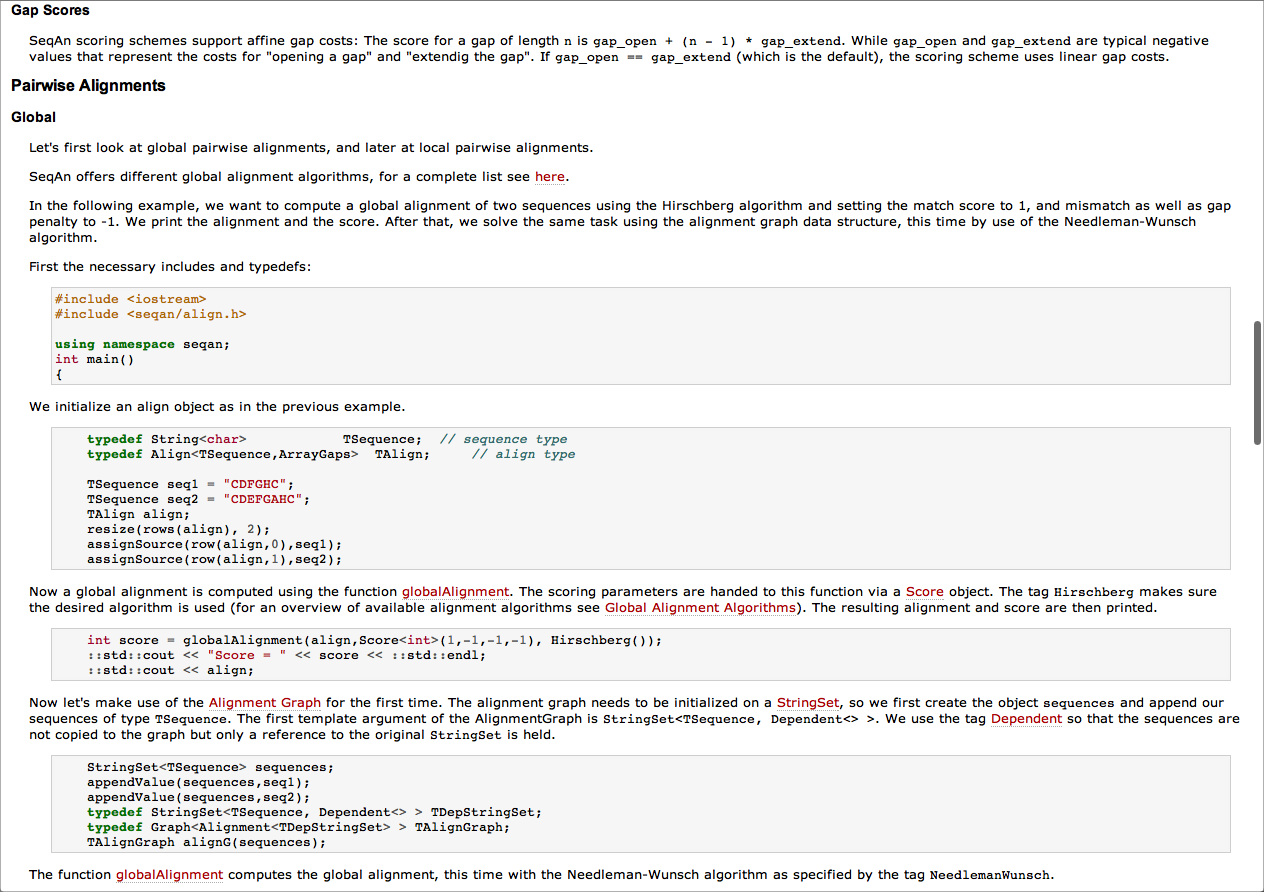 Gap Scores
SeqAn scoring schemes support affine gap costs: The score for a gap of length n is gap_open + (n - 1) * gap_extend. While gap_open and gap_extend are typical negative
values that represent the costs for "opening a gap" and "extendig the gap". If gap_open == gap_extend (which is the default), the scoring scheme uses linear gap costs.
Pairwise Alignments
Global
Let's first look at global pairwise alignments, and later at local pairwise alignments.
SeqAn offers different global alignment algorithms, for a complete list see here.
In the following example, we want to compute a global alignment of two sequences using the Hirschberg algorithm and setting the match score to 1, and mismatch as well as gap
penalty to -1. We print the alignment and the score. After that, we solve the same task using the alignment graph data structure, this time by use of the Needleman-Wunsch
algorithm.
First the necessary includes and typedefs:
#include <iostream>
#include <seqan/align.h>
using namespace seqan;
int main()
{
We initialize an align object as in the previous example.
typedef String<char>            TSequence;  // sequence type
typedef Align<TSequence,ArrayGaps>  TAlign;     // align type
TSequence seq1 = "CDFGHC";
TSequence seq2 = "CDEFGAHC";
TAlign align;
resize(rows(align), 2);
assignSource(row(align,0),seq1);
assignSource(row(align,1),seq2);
Now a global alignment is computed using the function globalAlignment. The scoring parameters are handed to this function via a Score object. The tag Hirschberg makes sure
the desired algorithm is used (for an overview of available alignment algorithms see Global Alignment Algorithms). The resulting alignment and score are then printed.
int score = globalAlignment(align,Score<int>(1,-1,-1,-1), Hirschberg());
::std::cout << "Score = " << score << ::std::endl;
::std::cout << align;
Now let's make use of the Alignment Graph for the first time. The alignment graph needs to be initialized on a StringSet, so we first create the object sequences and append our
sequences of type TSequence. The first template argument of the AlignmentGraph is StringSet<TSequence, Dependent<> >. We use the tag Dependent so that the sequences are
not copied to the graph but only a reference to the original StringSet is held.
StringSet<TSequence> sequences;
appendValue(sequences,seq1);
appendValue(sequences,seq2);
typedef StringSet<TSequence, Dependent<> > TDepStringSet;
typedef Graph<Alignment<TDepStringSet> > TAlignGraph;
TAlignGraph alignG(sequences);
The function globalAlignment computes the global alignment, this time with the Needleman-Wunsch algorithm as specified by the tag NeedlemanWunsch.